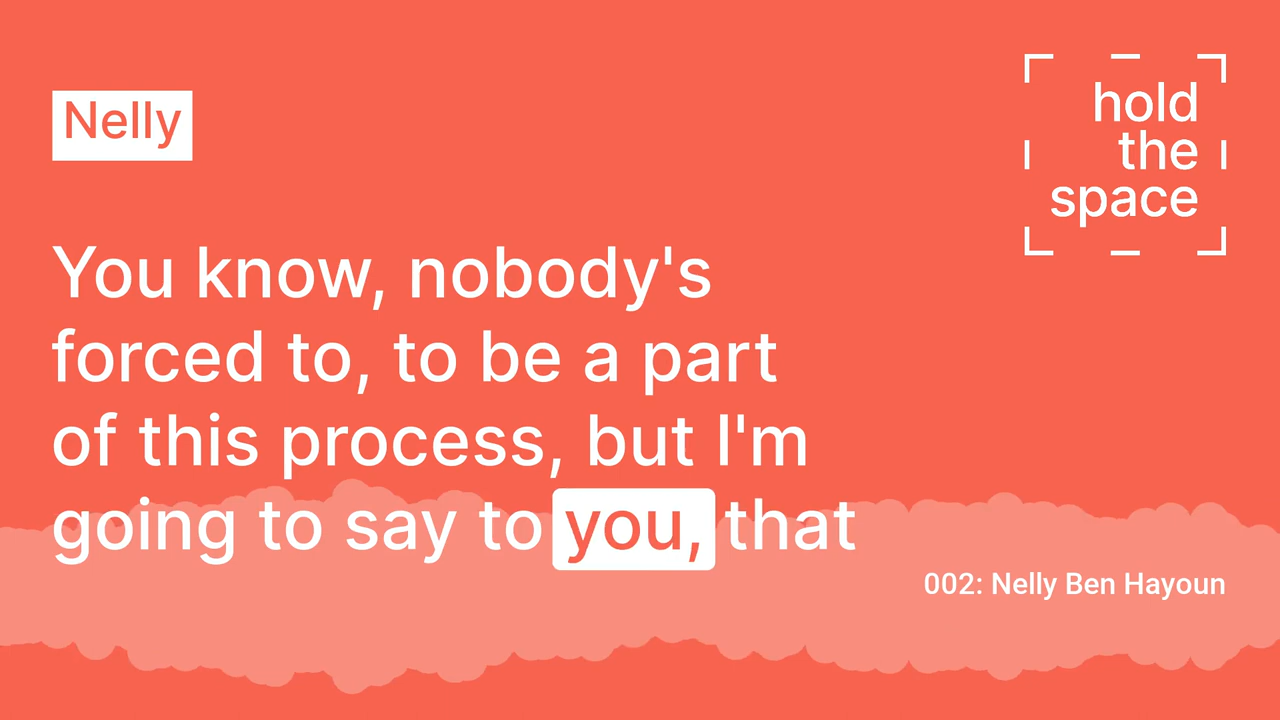 Nelly
hold
the
space
You know, nobody's
forced to, to be a part
of this process, but I'm
going to say to you, that
002: Nelly Ben Hayoun